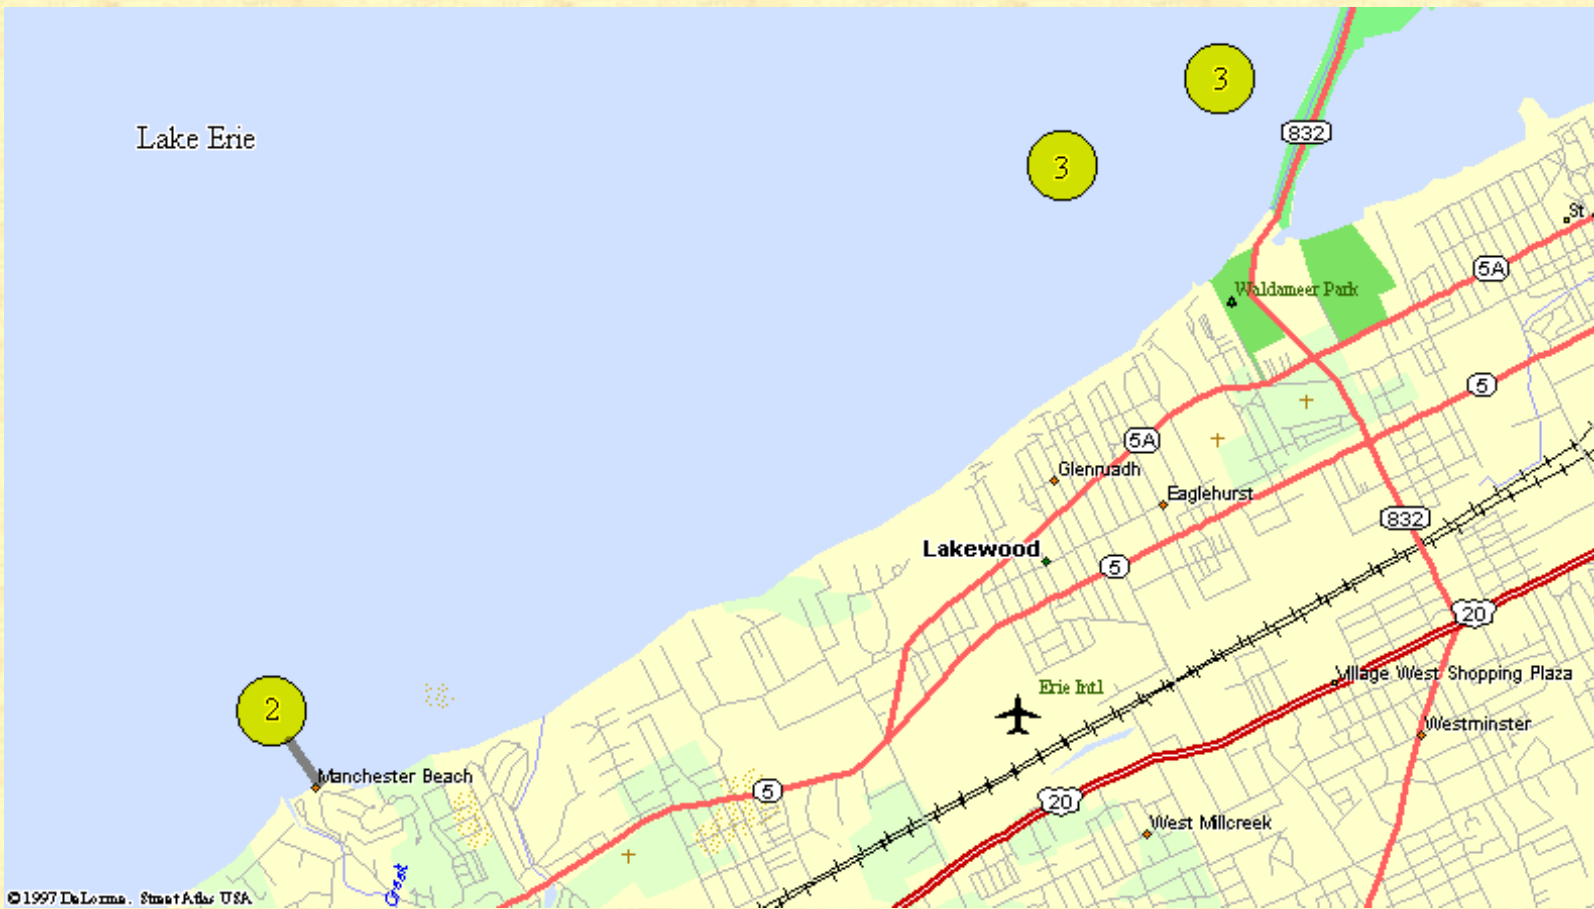 3
832
Lake Erie
3
St
5A
Waldameer Park
5
5A
Glenruadh
Eaglehurst
832
Lakewood
5
20
Village West Shopping Plaza
Erie Intl
2
Westminster
Manchester Beach
5
20
West Millcreek
Creek
©1997 DeLorme. Street Atlas USA